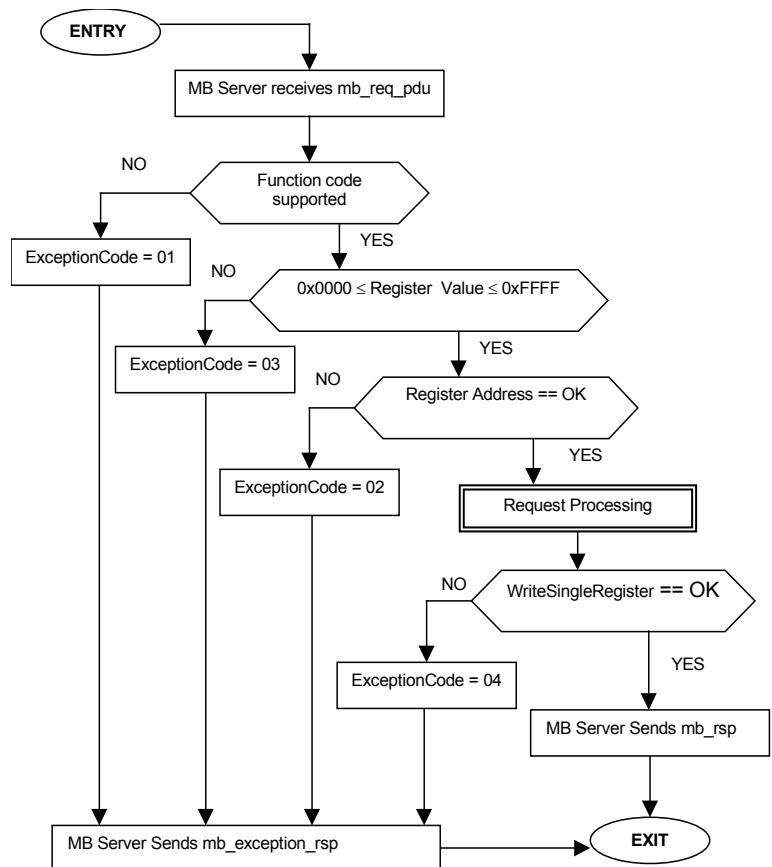 ENTRY
MB Server receives mb_req_pdu
NO
Function code
supported
YES
ExceptionCode = 01
NO
0x0000 ≤ Register Value ≤ 0xFFFF
YES
ExceptionCode = 03
NO
Register Address == OK
YES
ExceptionCode = 02
Request Processing
NO
WriteSingleRegister == OK
YES
ExceptionCode = 04
MB Server Sends mb_rsp
MB Server Sends mb_exception_rsp
EXIT